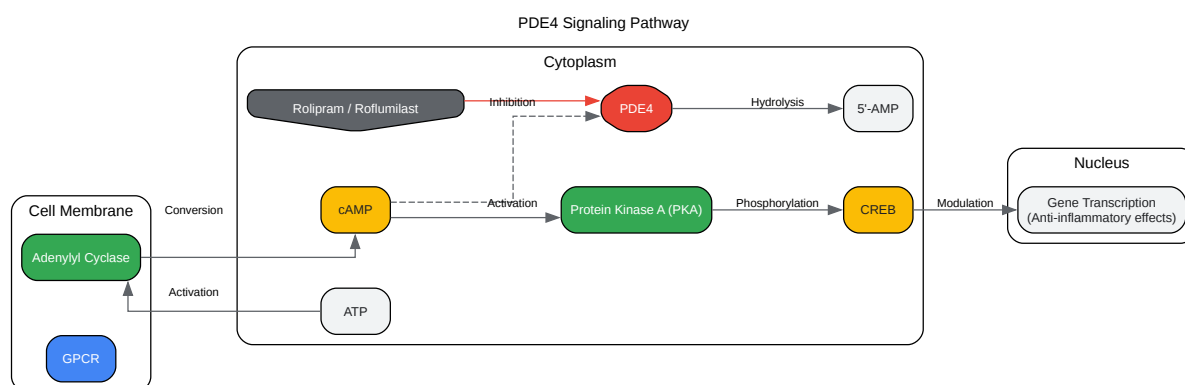 PDE4 Signaling Pathway
Cytoplasm
Rolipram / Roflumilast
Inhibition
PDE4
Hydrolysis
5'-AMP
Nucleus
Cell Membrane
Conversion
cAMP
Activation
Protein Kinase A (PKA)
Phosphorylation
CREB
Modulation
Gene Transcription
(Anti-inflammatory effects)
Adenylyl Cyclase
Activation
ATP
GPCR